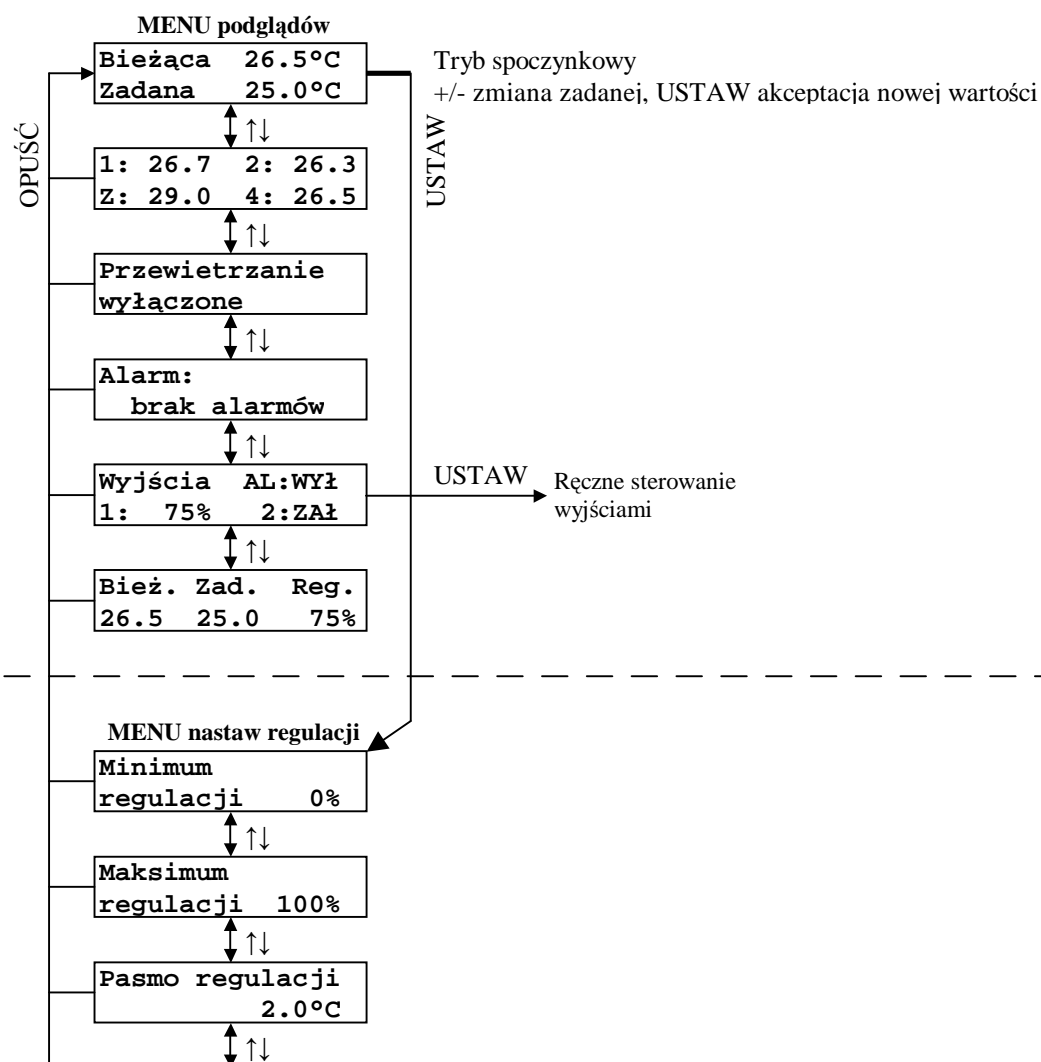 MENU podglądów
Bieżąca 26.5°C
Zadana 25.0°C
Tryb spoczynkowy
+/- zmiana zadanej, USTAW akceptacja nowej wartości
OPUŚĆ
USTAW
↑↓
1: 26.7 2: 26.3
Z: 29.0 4: 26.5
↑↓
Przewietrzanie
wyłączone
↑↓
Alarm:
brak alarmów
↑↓
Wyjścia AL:WYł
1: 75% 2:ZAł
USTAW
Ręczne sterowanie
wyjściami
↑↓
Bież. Zad. Reg.
26.5 25.0 75%
MENU nastaw regulacji
Minimum
regulacji 0%
↑↓
Maksimum
regulacji 100%
↑↓
Pasmo regulacji
2.0°C
↑↓